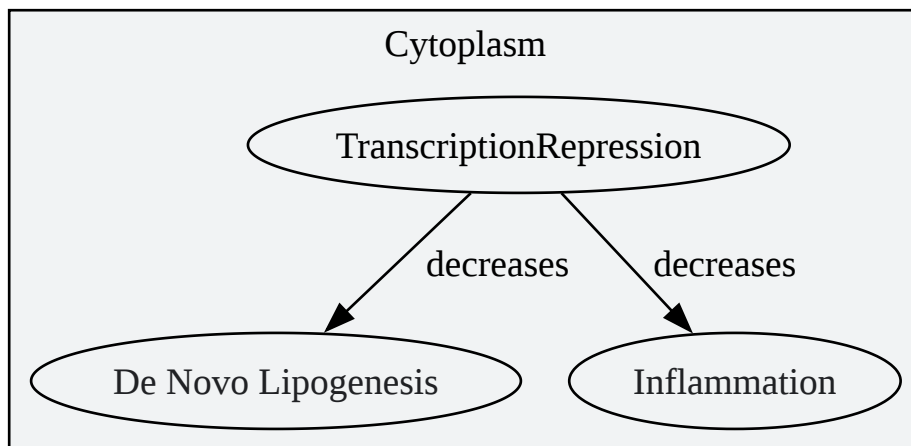 Cytoplasm
TranscriptionRepression
decreases
decreases
De Novo Lipogenesis
Inflammation